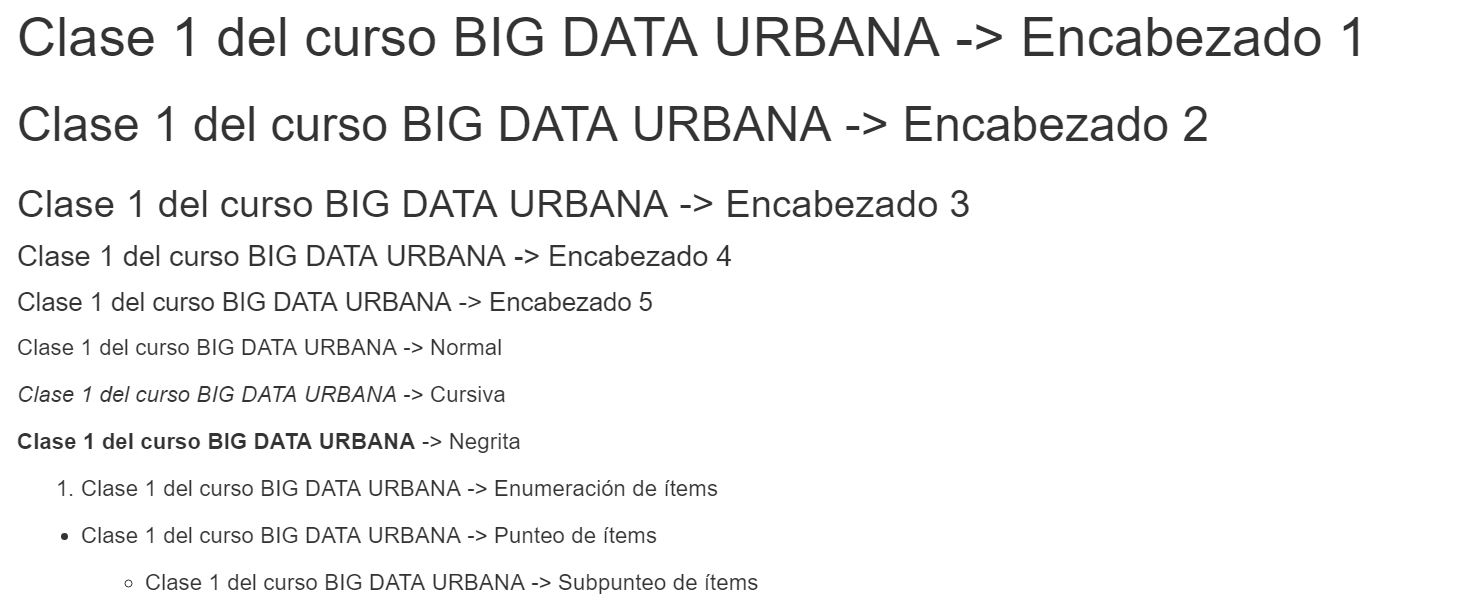 Clase 1 del curso BIG DATA URBANA -> Encabezado 1
Clase 1 del curso BIG DATA URBANA -> Encabezado 2
Clase 1 del curso BIG DATA URBANA -> Encabezado 3
Clase 1 del curso BIG DATA URBANA -> Encabezado 4
Clase 1 del curso BIG DATA URBANA -> Encabezado 5
Clase 1 del curso BIG DATA URBANA -> Normal
Clase 1 del curso BIG DATA URBANA -> Cursiva
Clase 1 del curso BIG DATA URBANA -> Negrita
1. Clase 1 del curso BIG DATA URBANA -> Enumeración de ítems
• Clase 1 del curso BIG DATA URBANA -> Punteo de ítems
◦ Clase 1 del curso BIG DATA URBANA -> Subpunteo de ítems